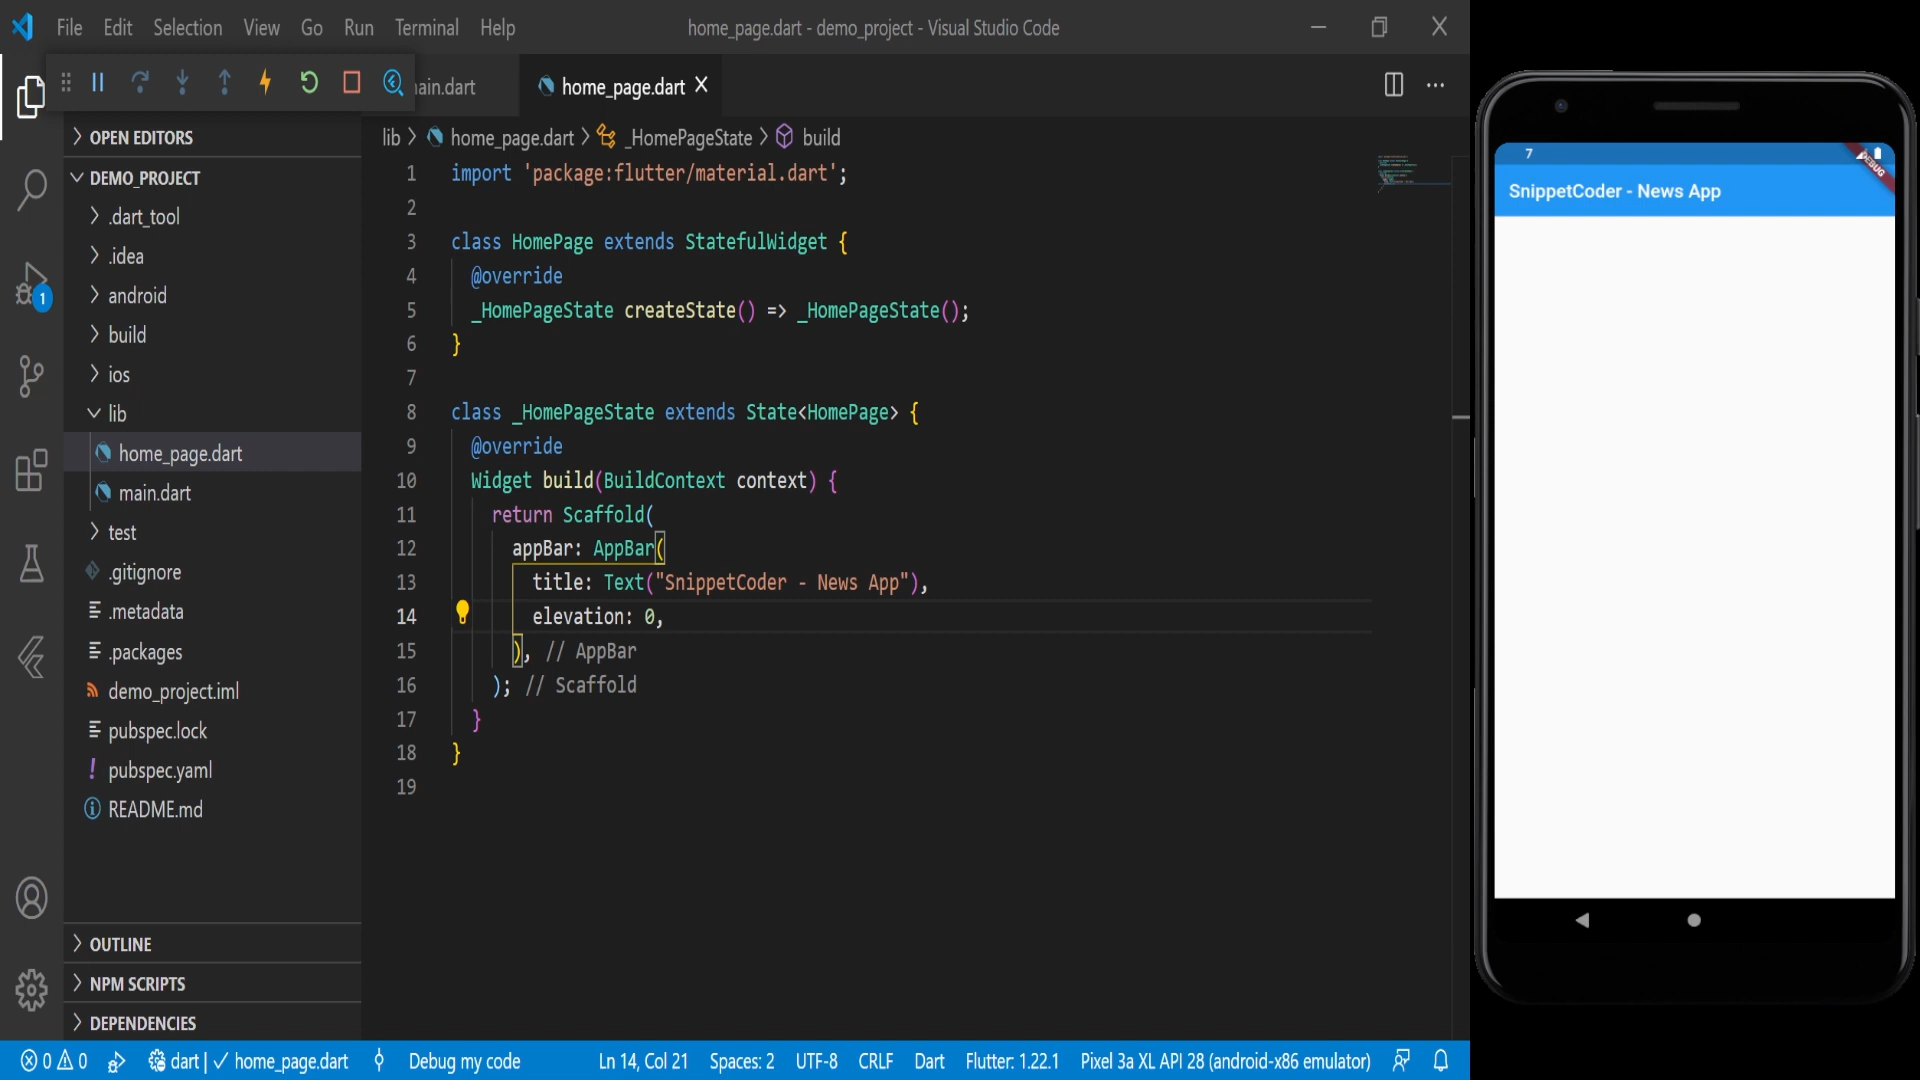 File Edit Selection View Go Run Terminal Help
home_page.dart - demo_project - Visual Studio Code
home_page.dart
OPEN EDITORS
DEMO_PROJECT
.dart_tool
.idea
android
build
ios
lib
home_page.dart
main.dart
test
.gitignore
.metadata
.packages
demo_project.iml
pubspec.lock
pubspec.yaml
README.md
OUTLINE
NPM SCRIPTS
DEPENDENCIES
1
lib > home_page.dart > _HomePageState > build
1 import 'package:flutter/material.dart';
2
3 class HomePage extends StatefulWidget {
4 @override
5 _HomePageState createState() => _HomePageState();
6 }
7
8 class _HomePageState extends State<HomePage> {
9 @override
10 Widget build(BuildContext context) {
11 return Scaffold(
12 appBar: AppBar(
13 title: Text("SnippetCoder - News App"),
14 elevation: 0,
15 ), // AppBar
16 ); // Scaffold
17 }
18 }
19
7
DEBUG
SnippetCoder - News App
0 0 dart | ✓ home_page.dart Debug my code Ln 14, Col 21 Spaces: 2 UTF-8 CRLF Dart Flutter: 1.22.1 Pixel 3a XL API 28 (android-x86 emulator)